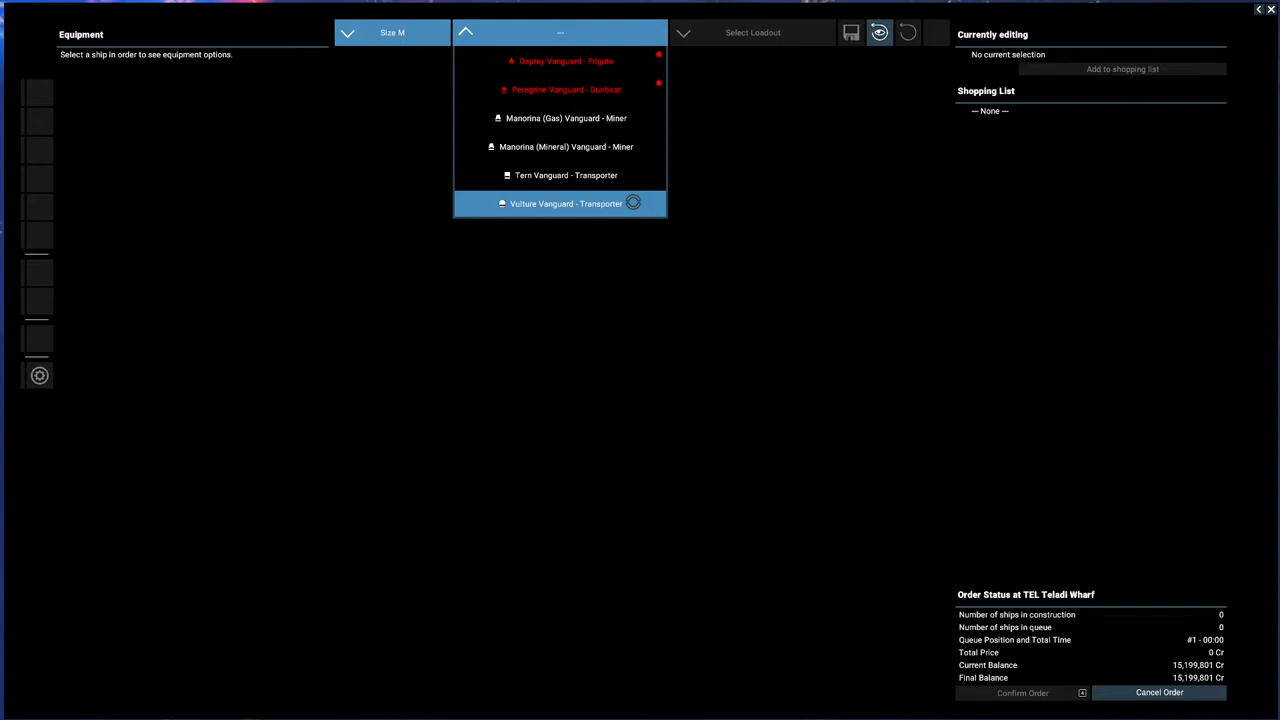 Equipment
Select a ship in order to see equipment options.
Size M
---
Select Loadout
Osprey Vanguard - Frigate
Peregrine Vanguard - Gunboat
Manorina (Gas) Vanguard - Miner
Manorina (Mineral) Vanguard - Miner
Tern Vanguard - Transporter
Vulture Vanguard - Transporter
Currently editing
No current selection
Add to shopping list
Shopping List
— None —
Order Status at TEL Teladi Wharf
Number of ships in construction 0
Number of ships in queue 0
Queue Position and Total Time #1 - 00:00
Total Price 0 Cr
Current Balance 15,199,801 Cr
Final Balance 15,199,801 Cr
Confirm Order
Cancel Order